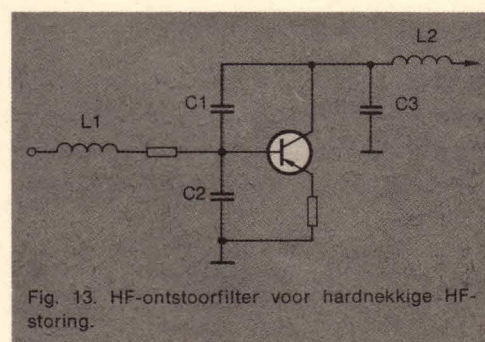 L2
C1
C3
L1
C2
Fig. 13. HF-ontstoorfilter voor hardnekkige HF-
storing.